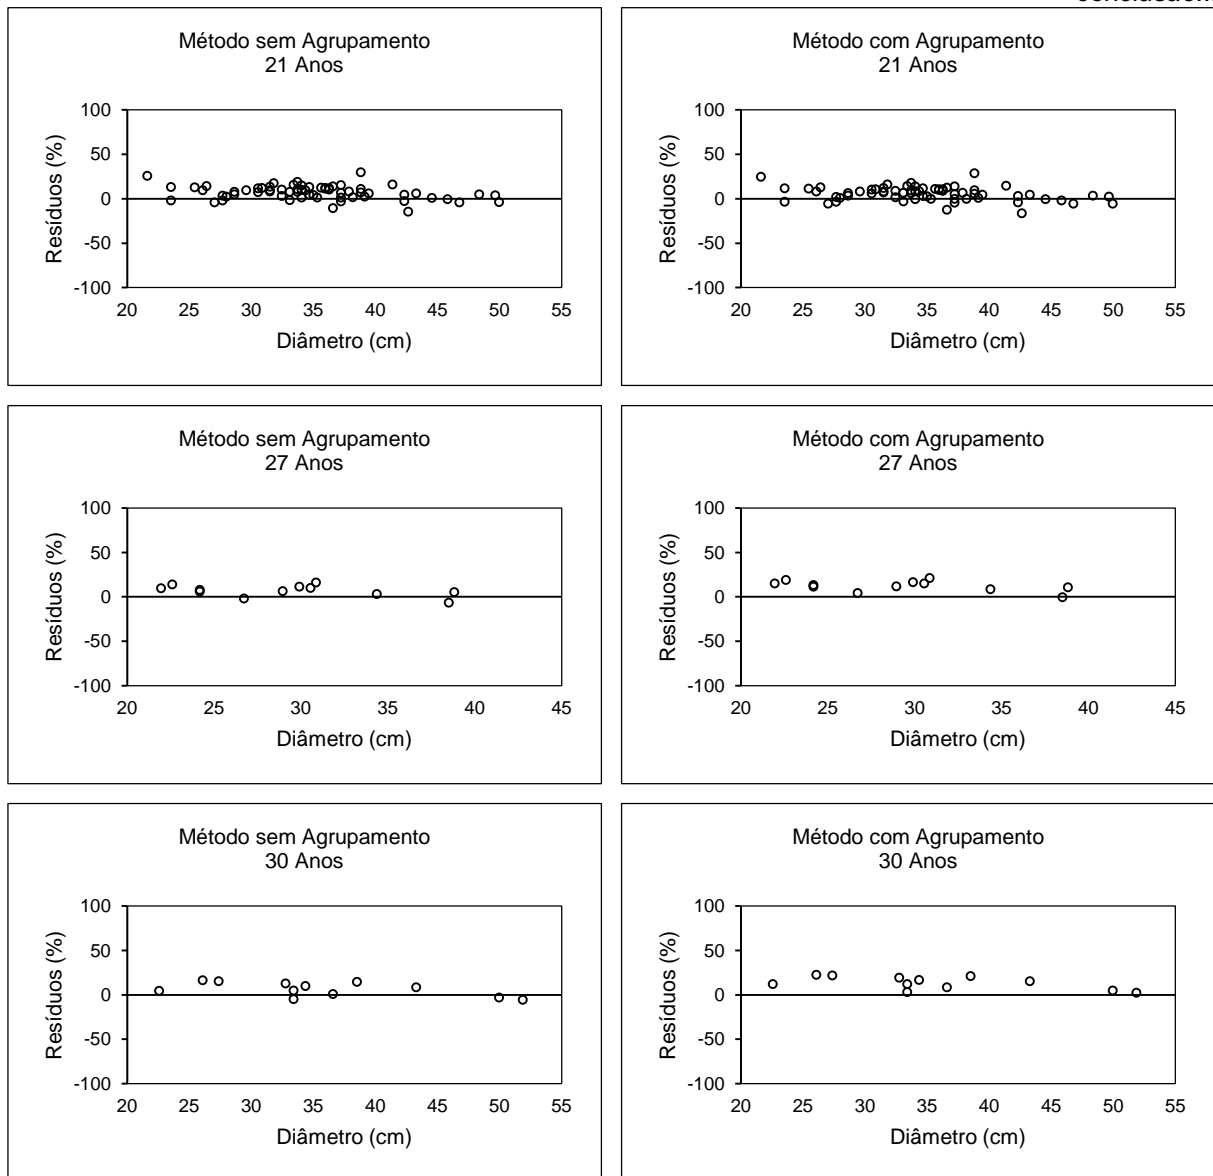 Método sem Agrupamento
21 Anos
100
50
0
-50
-100
Resíduos (%)
20 25 30 35 40 45 50 55
Diâmetro (cm)
Método com Agrupamento
21 Anos
100
50
0
-50
-100
Resíduos (%)
20 25 30 35 40 45 50 55
Diâmetro (cm)
Método sem Agrupamento
27 Anos
100
50
0
-50
-100
Resíduos (%)
20 25 30 35 40 45
Diâmetro (cm)
Método com Agrupamento
27 Anos
100
50
0
-50
-100
Resíduos (%)
20 25 30 35 40 45
Diâmetro (cm)
Método sem Agrupamento
30 Anos
100
50
0
-50
-100
Resíduos (%)
20 25 30 35 40 45 50 55
Diâmetro (cm)
Método com Agrupamento
30 Anos
100
50
0
-50
-100
Resíduos (%)
20 25 30 35 40 45 50 55
Diâmetro (cm)